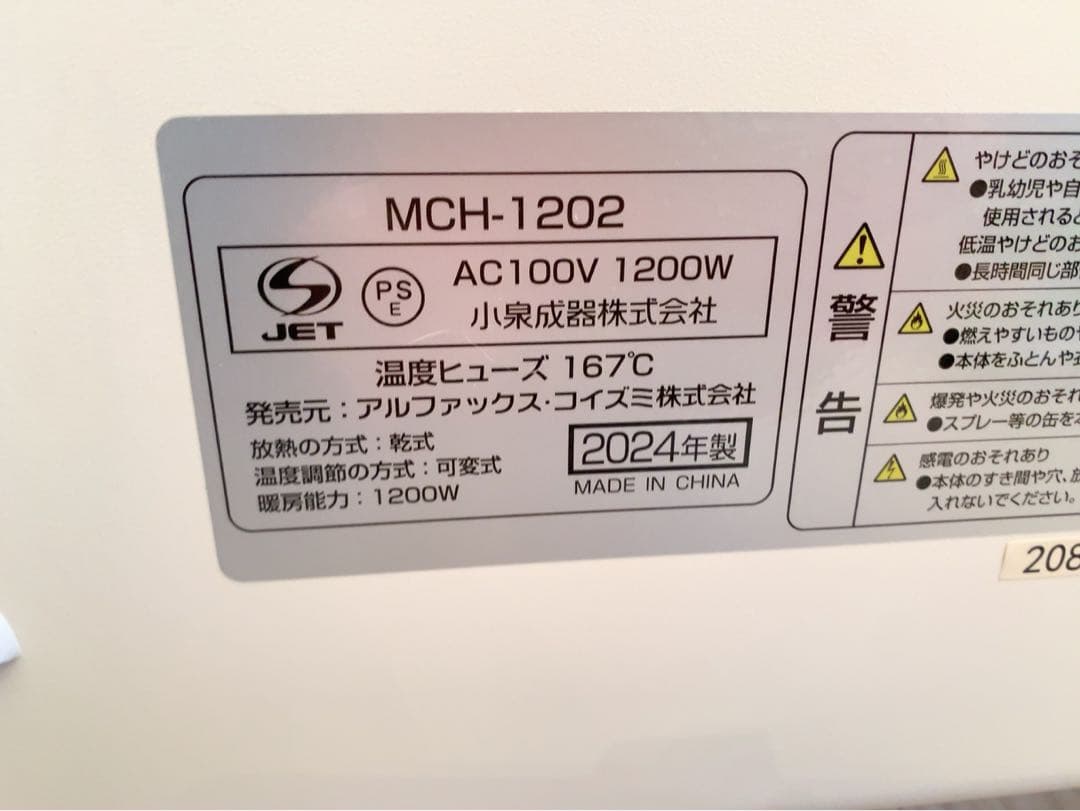 MCH-1202
JET
PS
E
AC100V 1200W
小泉成器株式会社
温度ヒューズ 167℃
発売元：アルファックス・コイズミ株式会社
放熱の方式：乾式
温度調節の方式：可変式
暖房能力：1200W
2024年製
MADE IN CHINA
警告
やけどのおそ
●乳幼児や自
使用されると
低温やけどのお
●長時間同じ部
火災のおそれあり
●燃えやすいものや
●本体をふとんや
爆発や火災のおそれ
●スプレー等の缶を
感電のおそれあり
●本体のすき間や穴、放
入れないでください。
208